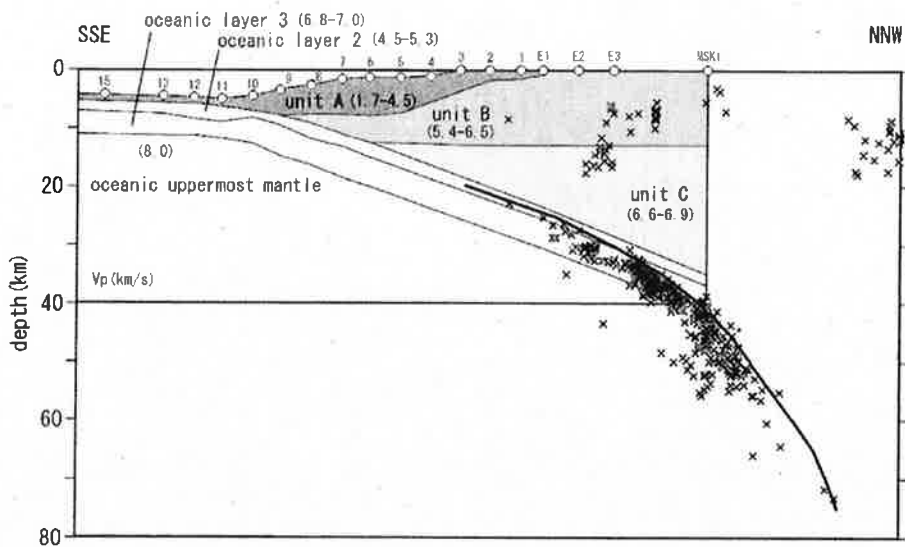 oceanic layer 3 (6.8-7.0)
SSE
oceanic layer 2 (4.5-5.3)
NNW
15 13 12 11 10 9 8 7 6 5 4 3 2 1 E1 E2 E3 MSK1
0
unit A (1.7-4.5)
unit B
(5.4-6.5)
(8.0)
oceanic uppermost mantle
20
unit C
(6.6-6.9)
Vp(km/s)
40
depth(km)
60
80